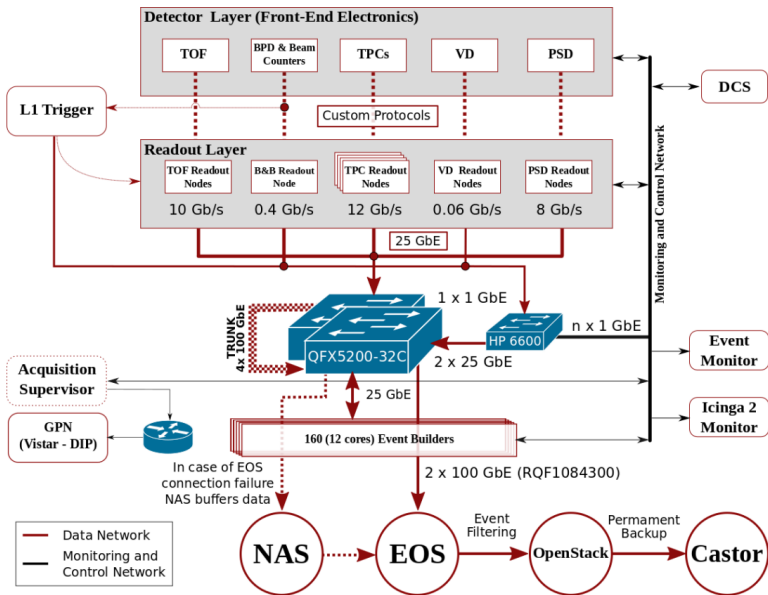 Detector Layer (Front-End Electronics)
TOF
BPD & Beam
Counters
TPCs
VD
PSD
DCS
L1 Trigger
Custom Protocols
Readout Layer
TOF Readout
Nodes
B&B Readout
Node
TPC Readout
Nodes
VD Readout
Nodes
PSD Readout
Nodes
10 Gb/s
0.4 Gb/s
12 Gb/s
0.06 Gb/s
8 Gb/s
Monitoring and Control Network
25 GbE
1 x 1 GbE
TRUNK
4x 100 GbE
QFX5200-32C
HP 6600
n x 1 GbE
2 x 25 GbE
Event
Monitor
Acquisition
Supervisor
25 GbE
Icinga 2
Monitor
GPN
(Vistar - DIP)
160 (12 cores) Event Builders
In case of EOS
connection failure
NAS buffers data
2 x 100 GbE (RQF1084300)
Data Network
Monitoring and
Control Network
NAS
EOS
Event
Filtering
OpenStack
Permament
Backup
Castor